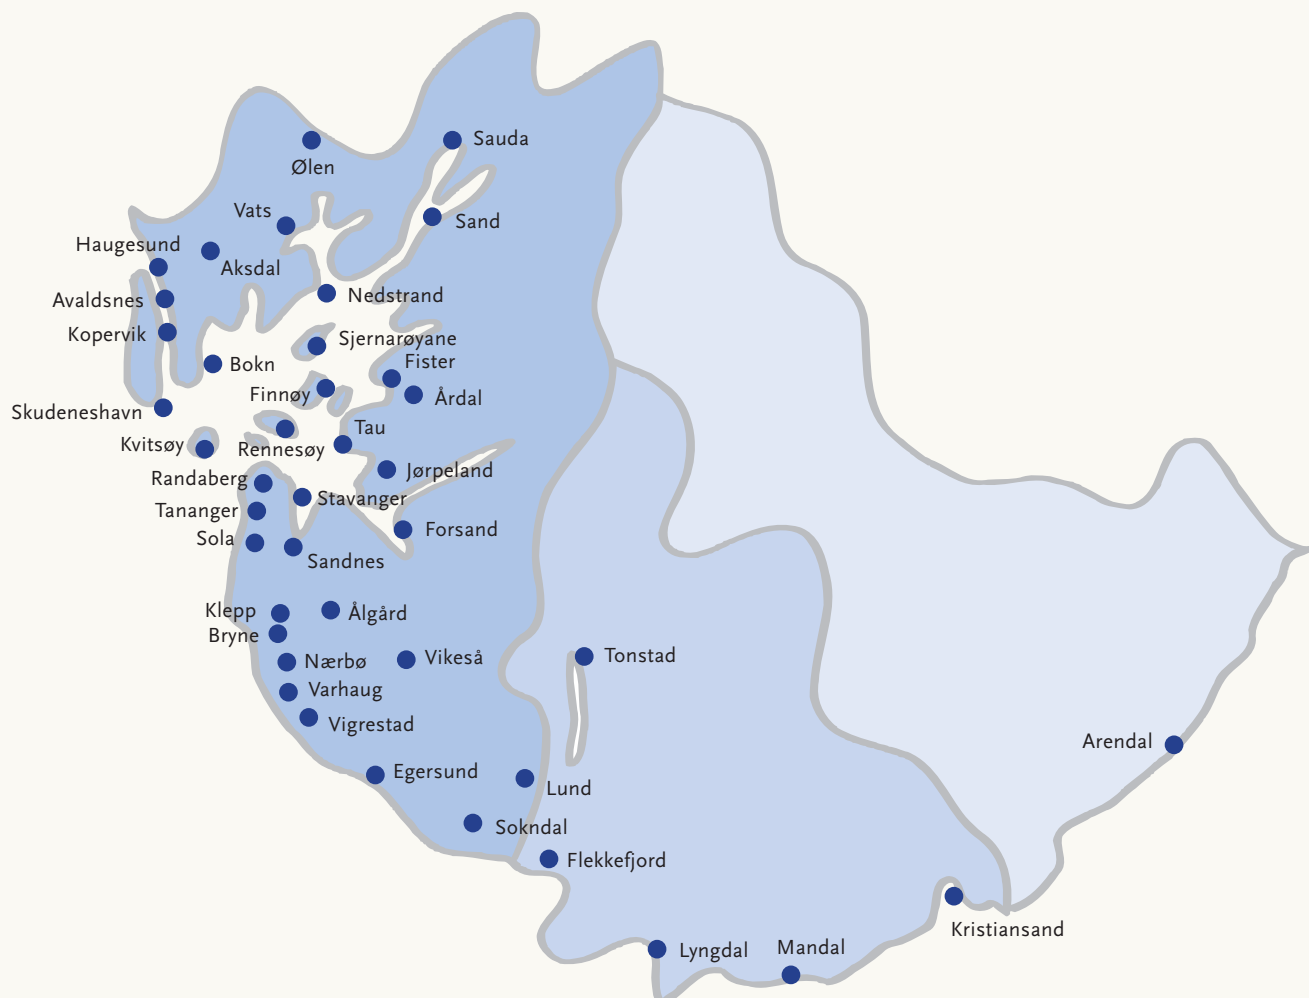 Sauda
Ølen
Vats
Sand
Haugesund
Aksdal
Avaldsnes
Nedstrand
Kopervik
Sjernarøyane
Bokn
Fister
Finnøy
Årdal
Skudeneshavn
Tau
Kvitsøy
Rennesøy
Jørpeland
Randaberg
Stavanger
Tananger
Forsand
Sola
Sandnes
Klepp
Ålgård
Bryne
Nærbø
Vikeså
Tonstad
Varhaug
Vigrestad
Arendal
Egersund
Lund
Sokndal
Flekkefjord
Kristiansand
Lyngdal
Mandal